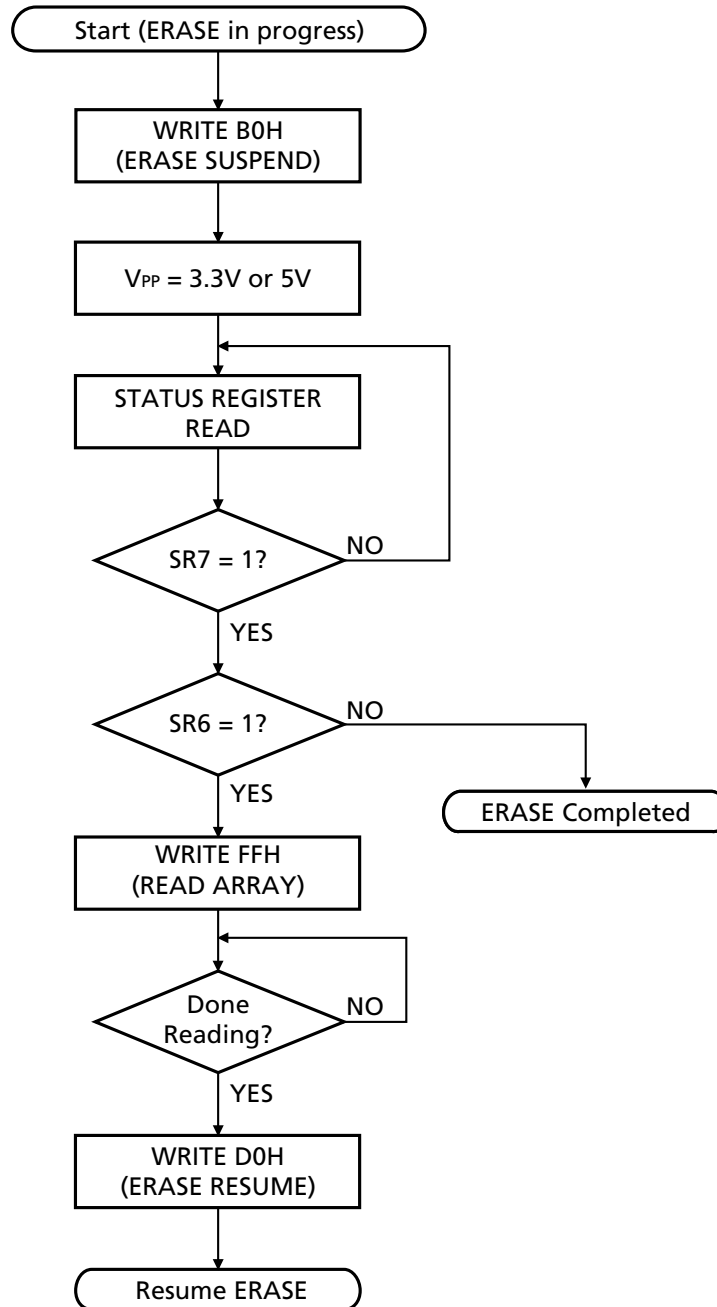 Start (ERASE in progress)
WRITE B0H
(ERASE SUSPEND)
VPP = 3.3V or 5V
STATUS REGISTER
READ
SR7 = 1?
NO
YES
SR6 = 1?
NO
YES
ERASE Completed
WRITE FFH
(READ ARRAY)
Done
Reading?
NO
YES
WRITE D0H
(ERASE RESUME)
Resume ERASE